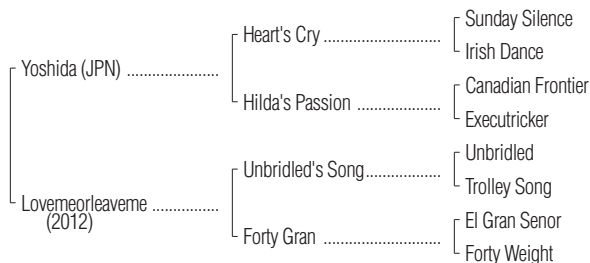 Sunday Silence
Heart's Cry ..............................
Irish Dance
Yoshida (JPN) .......................
Canadian Frontier
Hilda's Passion .....................
Executricker
Unbridled
Unbridled's Song...................
Trolley Song
Lovemeorleaveme .................
(2012)
El Gran Senor
Forty Gran ..............................
Forty Weight